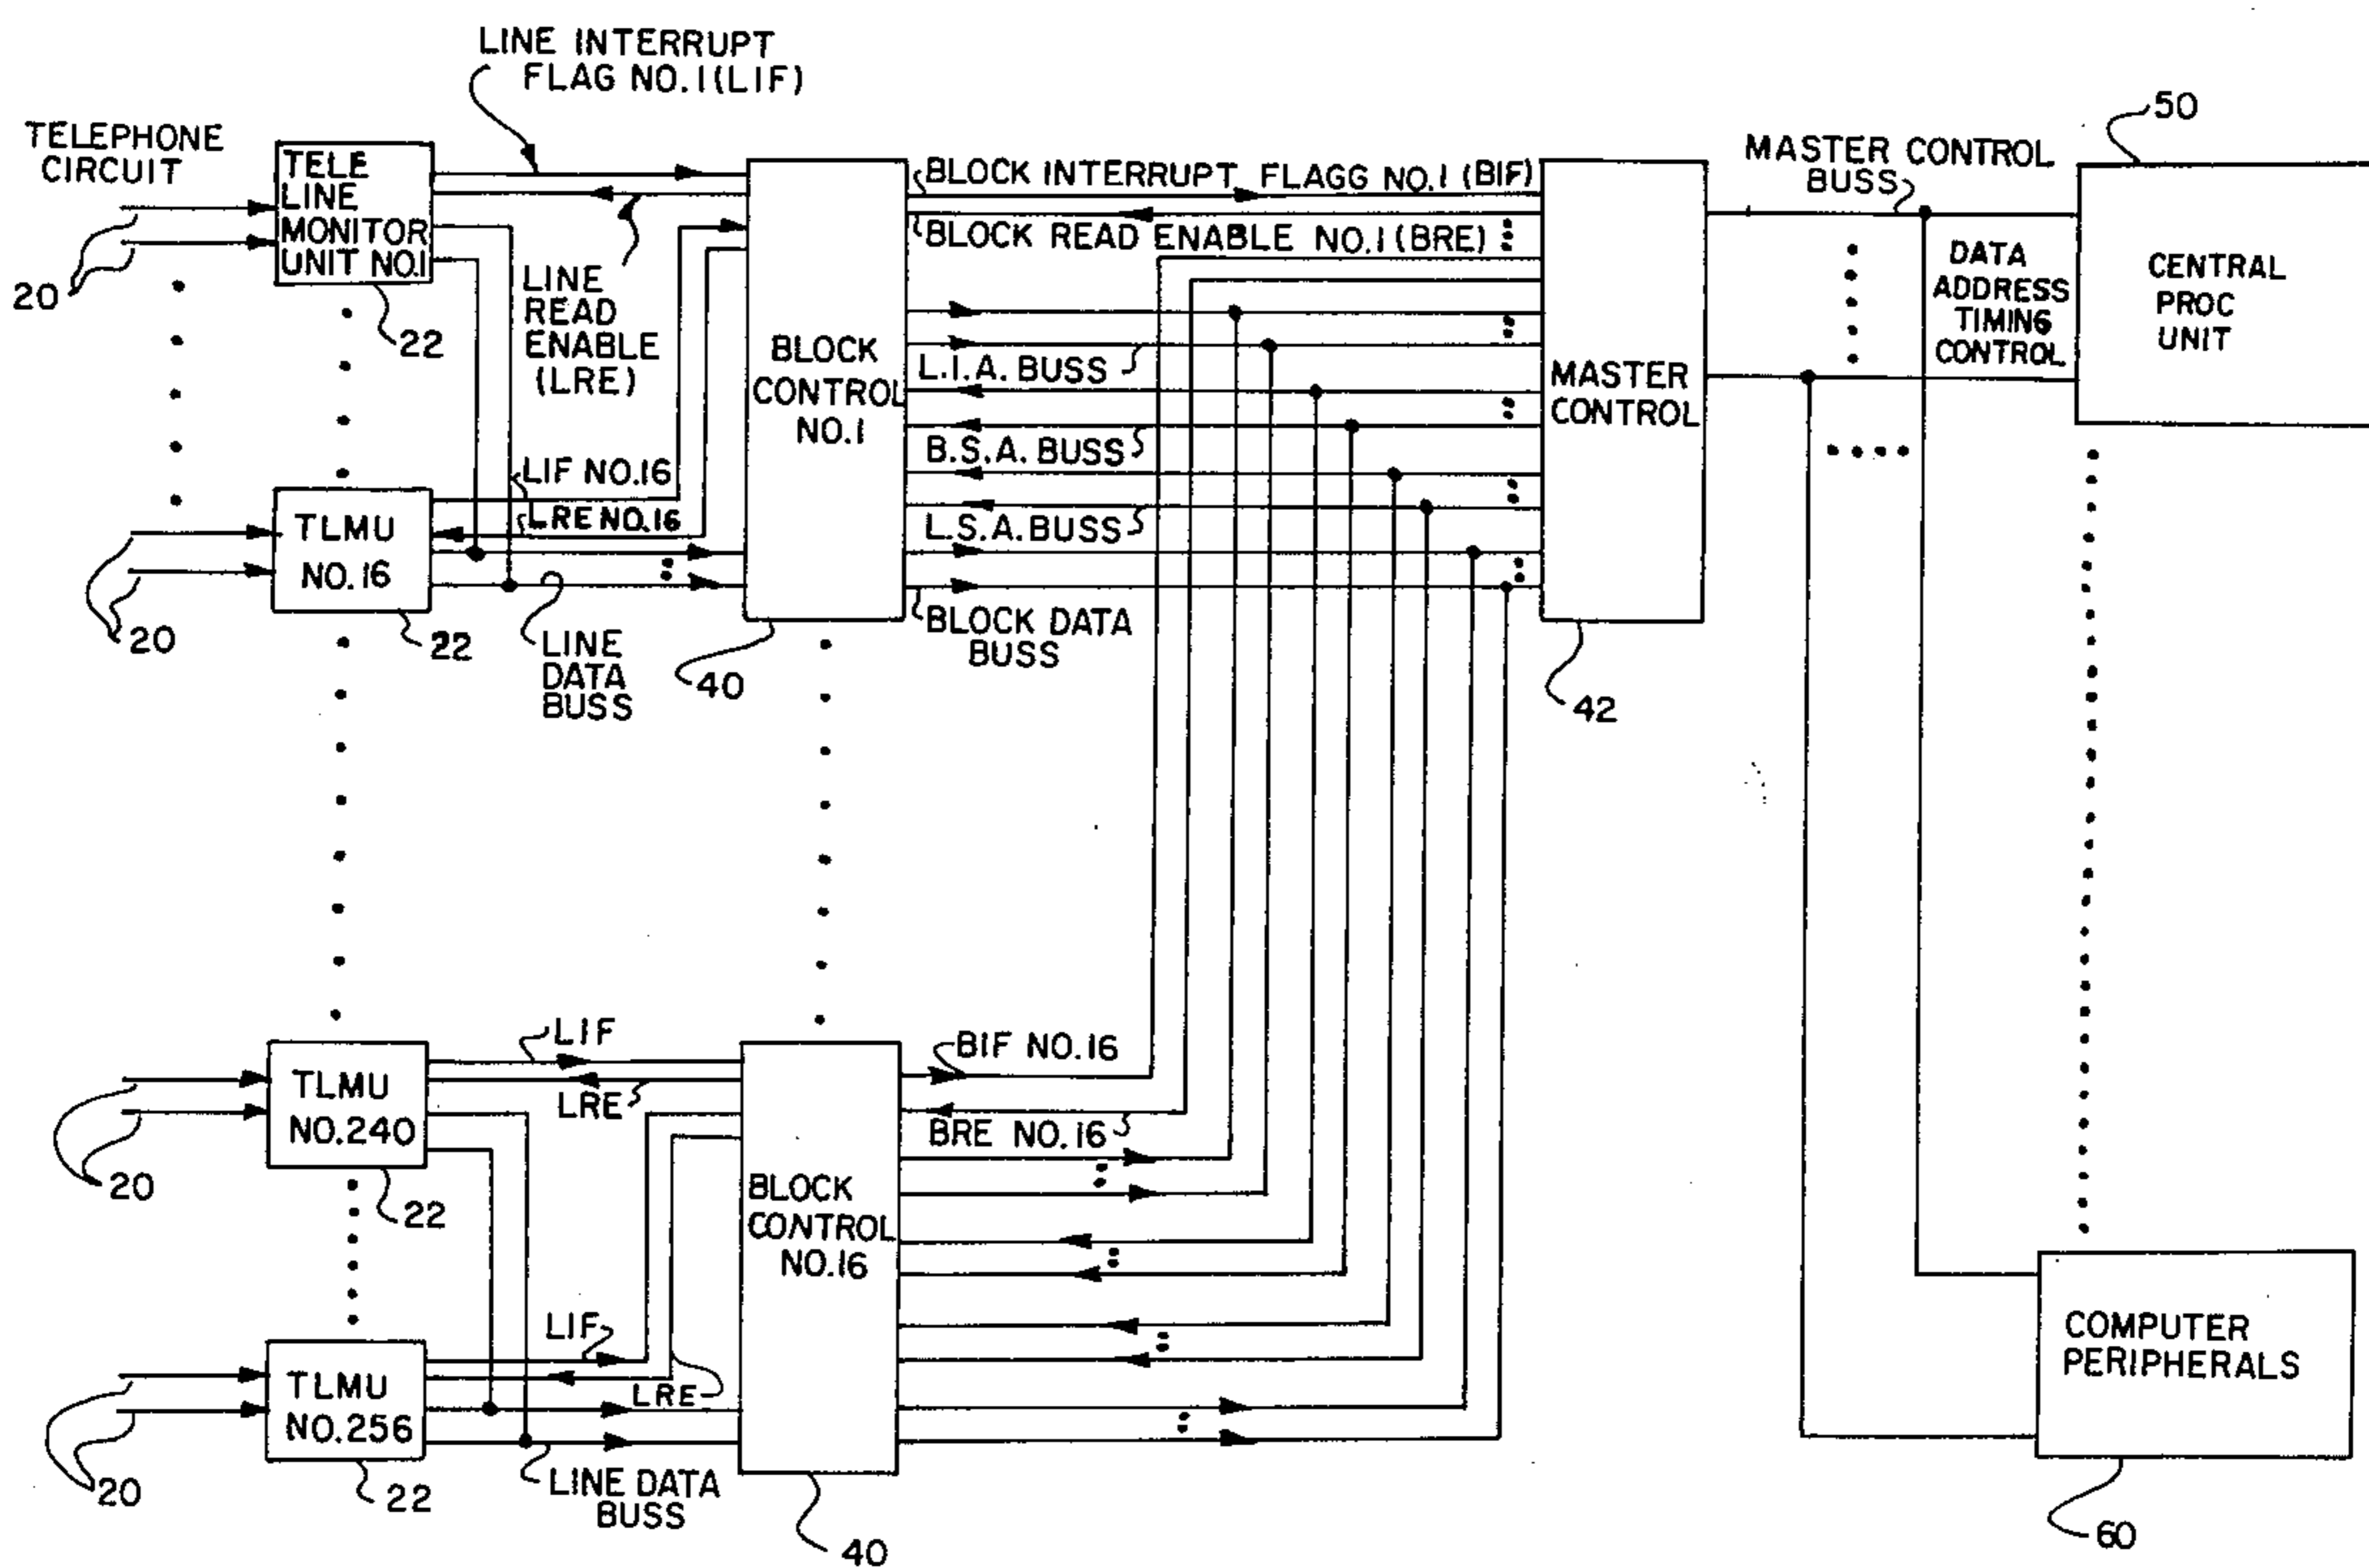 LINE INTERRUPT
FLAG NO.1(LIF)
TELEPHONE
CIRCUIT
20
TELE
LINE
MONITOR
UNIT NO.1
22
LINE
READ
ENABLE
(LRE)
LIF NO.16
LRE NO.16
TLMU
NO.16
20
22
LINE
DATA
BUSS
BLOCK
CONTROL
NO.1
40
BLOCK INTERRUPT FLAGG NO.1 (BIF)
BLOCK READ ENABLE NO.1 (BRE)
L.I.A. BUSS
B.S.A. BUSS
L.S.A. BUSS
BLOCK DATA
BUSS
MASTER
CONTROL
42
MASTER CONTROL
BUSS
DATA
ADDRESS
TIMING
CONTROL
50
CENTRAL
PROC
UNIT
TLMU
NO.240
20
22
LIF
LRE
TLMU
NO.256
20
22
LIF
LRE
LINE DATA
BUSS
BLOCK
CONTROL
NO.16
40
BIF NO.16
BRE NO.16
COMPUTER
PERIPHERALS
60